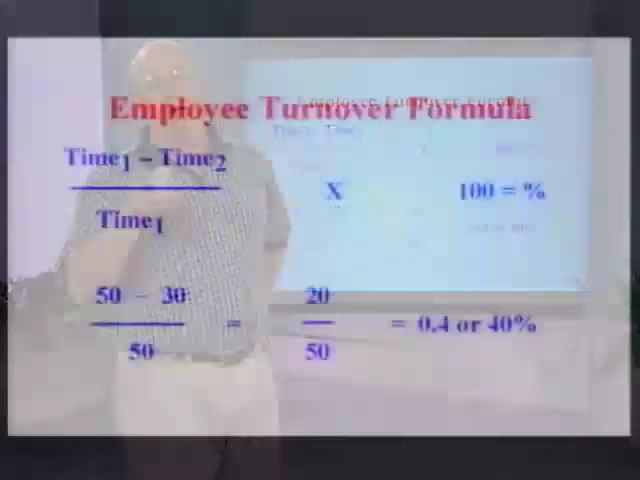 Employee Turnover Formula
Time1 – Time2
X 100 = %
Time1
50 – 30 20
= = 0.4 or 40%
50 50